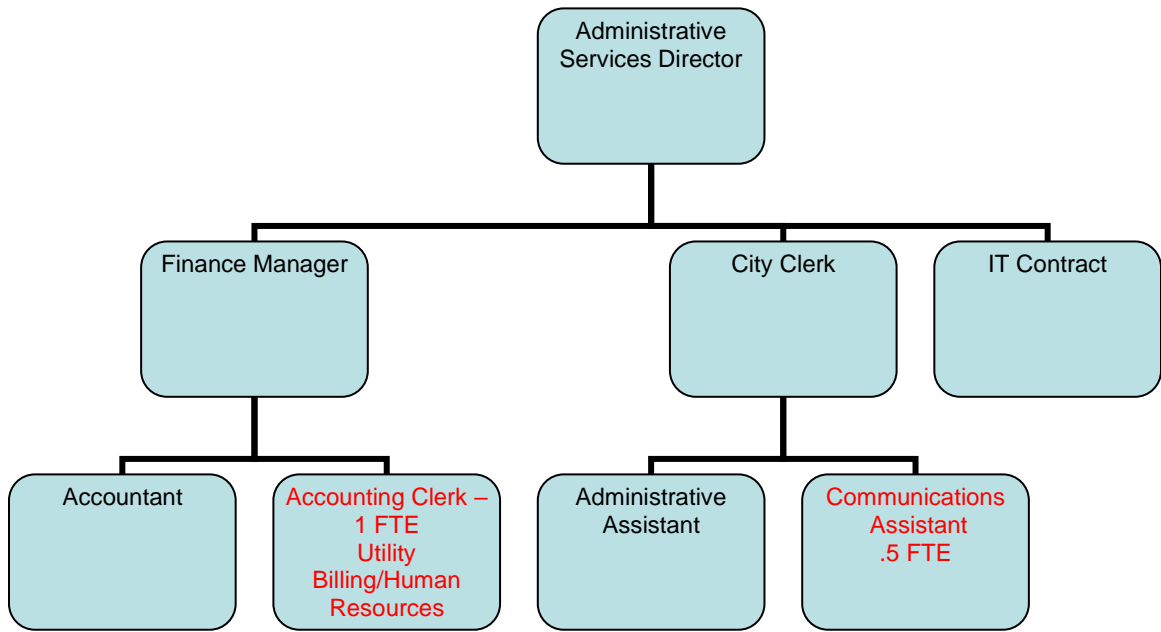 Administrative
Services Director
Finance Manager
City Clerk
IT Contract
Accountant
Accounting Clerk –
1 FTE
Utility
Billing/Human
Resources
Administrative
Assistant
Communications
Assistant
.5 FTE